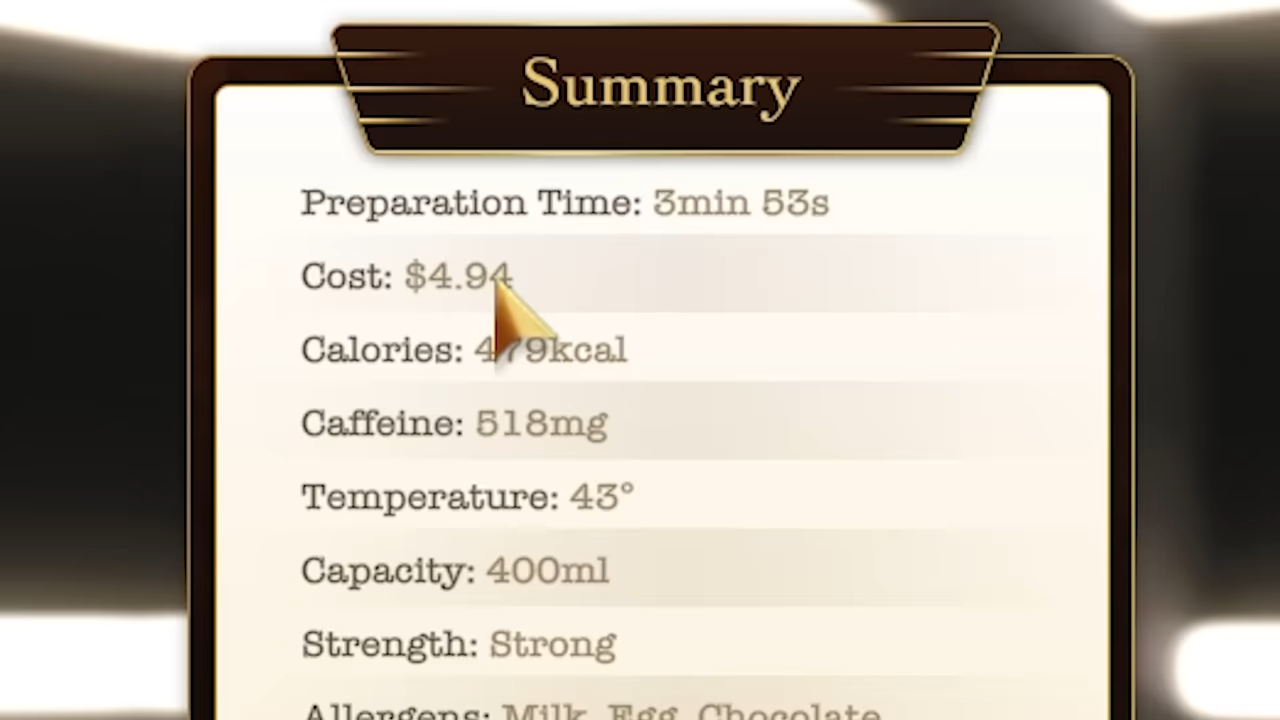 Summary
Preparation Time: 3min 53s
Cost: $4.94
Calories: 479kcal
Caffeine: 518mg
Temperature: 43°
Capacity: 400ml
Strength: Strong
Allergens: Milk, Egg, Chocolate